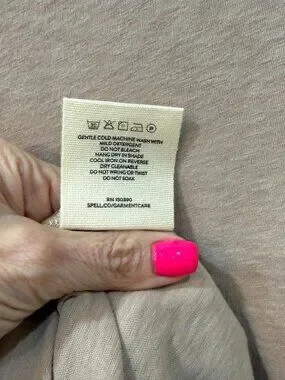 GENTLE COLD MACHINE WASH WITH
MILD DETERGENT
DO NOT BLEACH
HANG DRY IN SHADE
COOL IRON ON REVERSE
DRY CLEANABLE
DO NOT WRING OR TWIST
DO NOT SOAK
RN 150890
SPELL.CO/GARMENTCARE